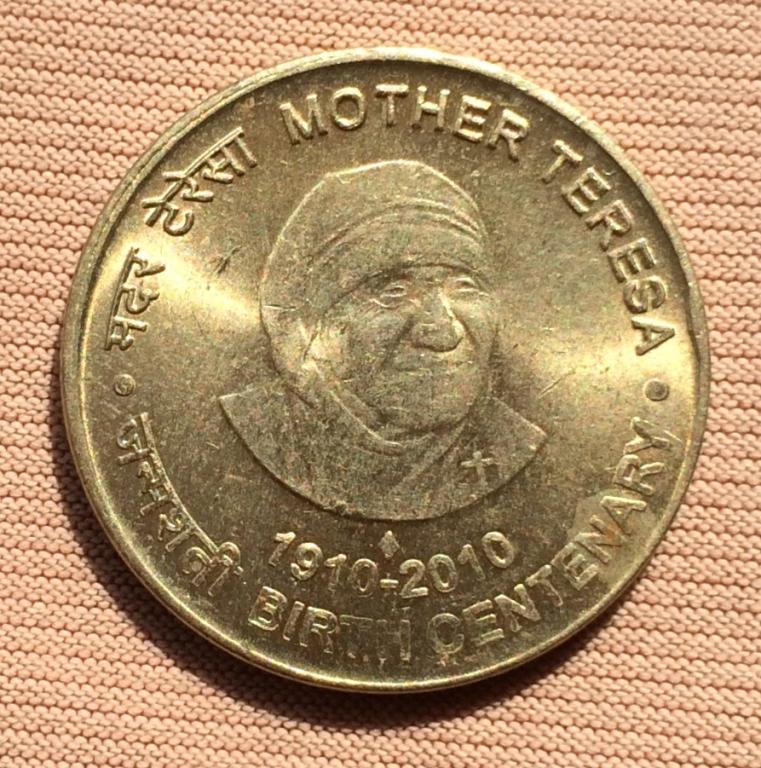 मदर टेरेसा MOTHER TERESA
1910-2010
जन्मशती BIRTH CENTENARY